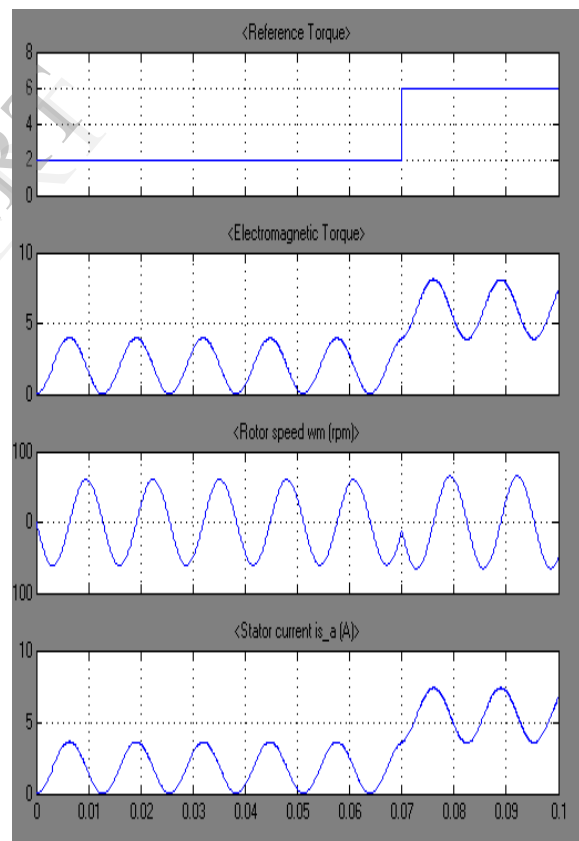 <Reference Torque>
8
6
4
2
0
<Electromagnetic Torque>
10
5
0
<Rotor speed wm (rpm)>
100
0
100
<Stator current is_a (A)>
10
5
0
0 0.01 0.02 0.03 0.04 0.05 0.06 0.07 0.08 0.09 0.1
RT